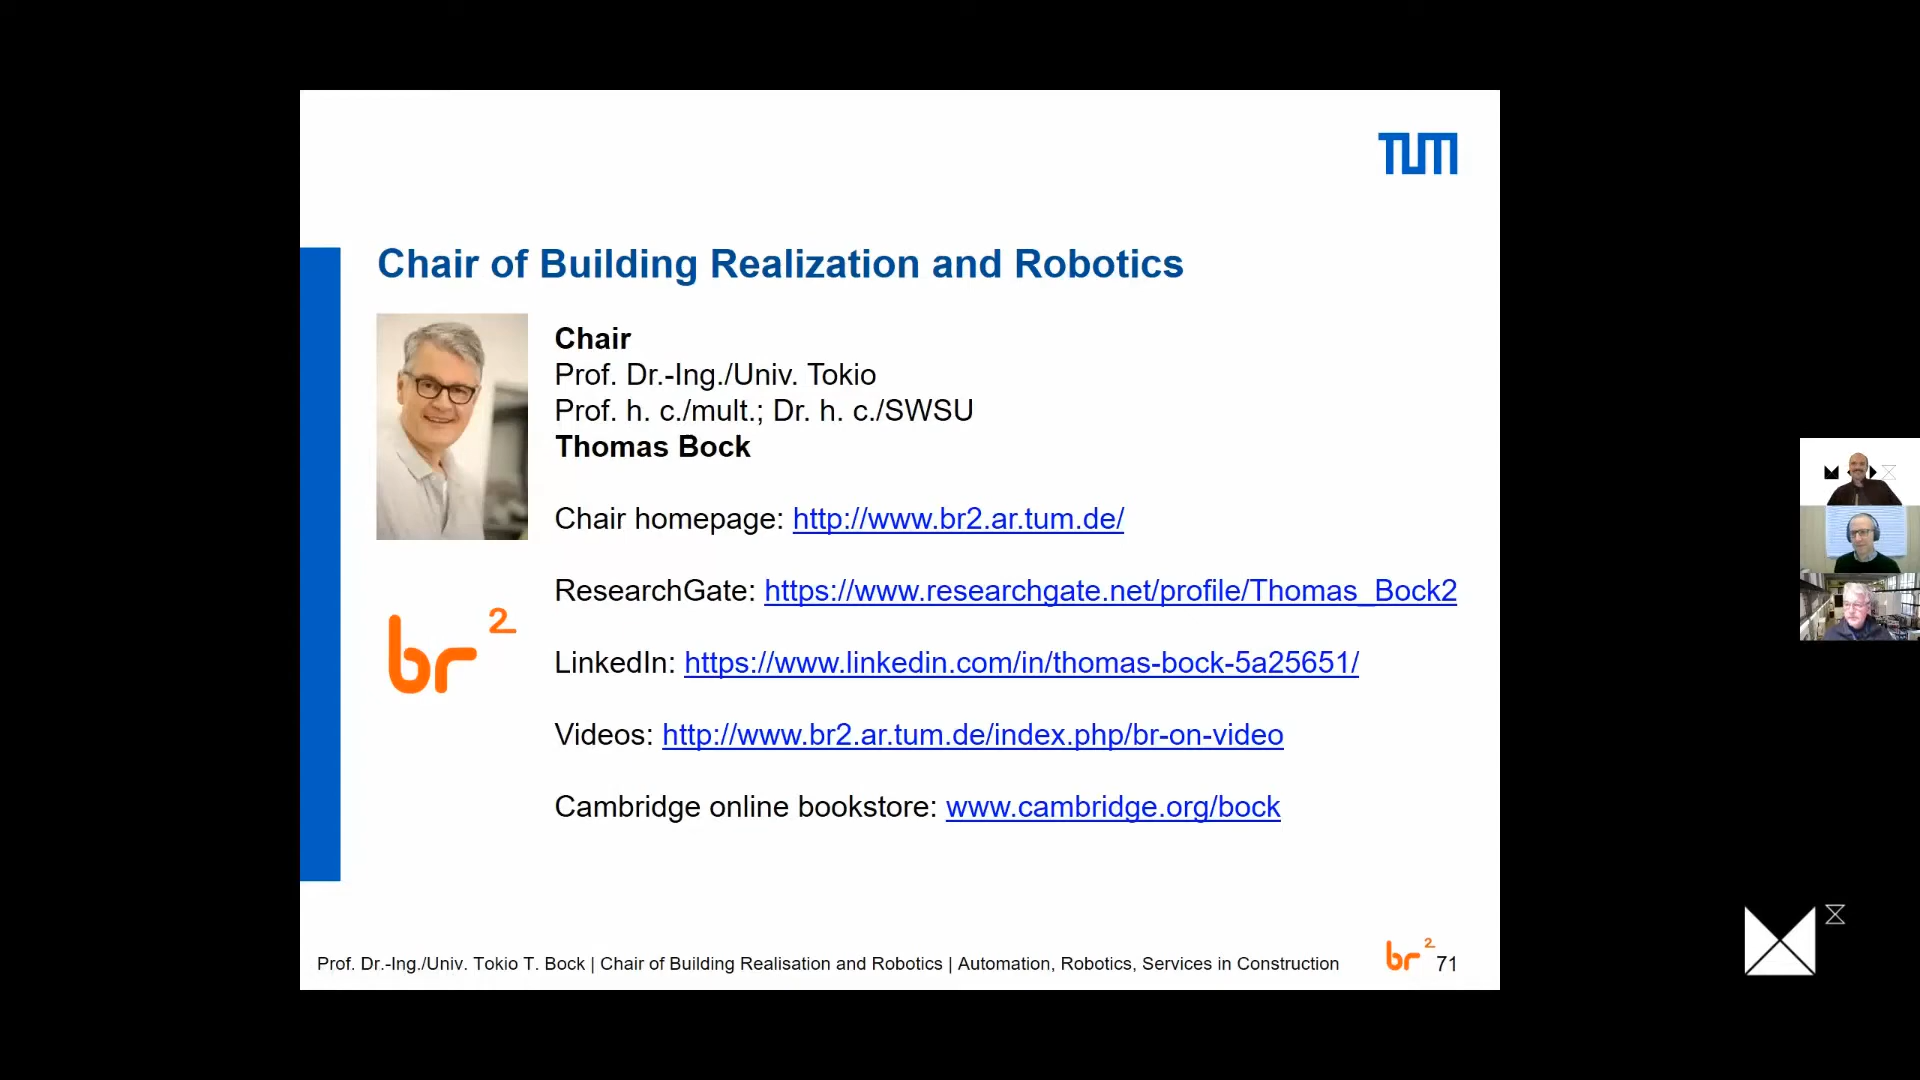 TUM
Chair of Building Realization and Robotics
Chair
Prof. Dr.-Ing./Univ. Tokio
Prof. h. c./mult.; Dr. h. c./SWSU
Thomas Bock
Chair homepage: http://www.br2.ar.tum.de/
ResearchGate: https://www.researchgate.net/profile/Thomas_Bock2
br2
LinkedIn: https://www.linkedin.com/in/thomas-bock-5a25651/
Videos: http://www.br2.ar.tum.de/index.php/br-on-video
Cambridge online bookstore: www.cambridge.org/bock
Prof. Dr.-Ing./Univ. Tokio T. Bock | Chair of Building Realisation and Robotics | Automation, Robotics, Services in Construction
br2 71